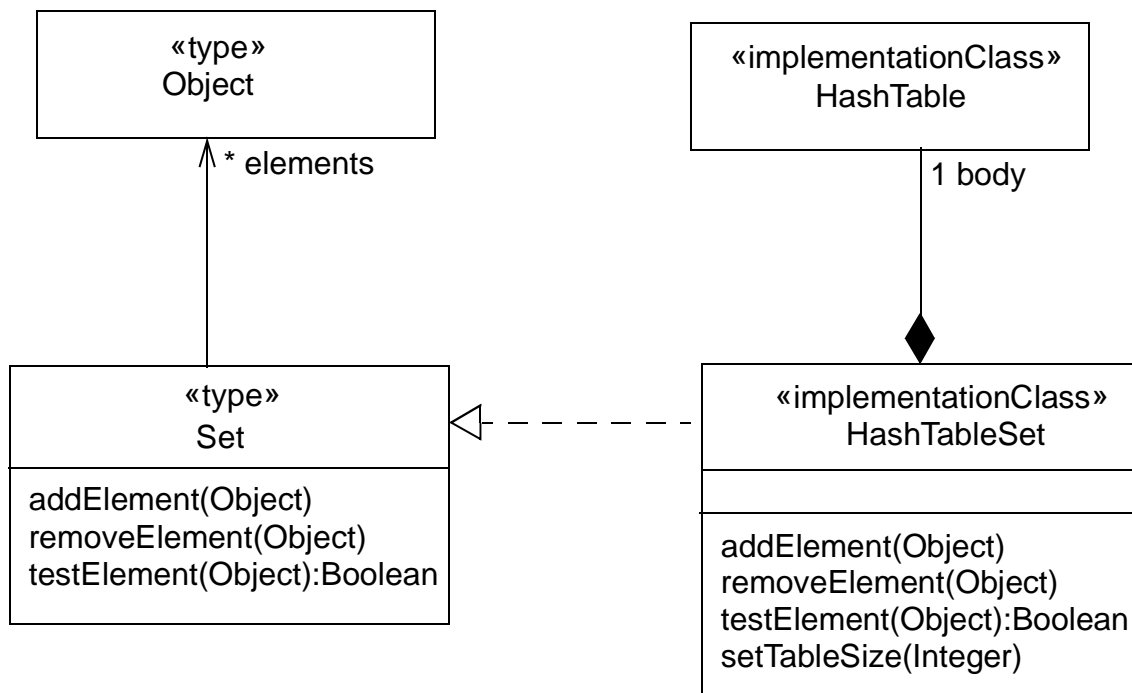 «type»
Object
«implementationClass»
HashTable
* elements
1 body
«type»
Set
addElement(Object)
removeElement(Object)
testElement(Object):Boolean
«implementationClass»
HashTableSet
addElement(Object)
removeElement(Object)
testElement(Object):Boolean
setTableSize(Integer)